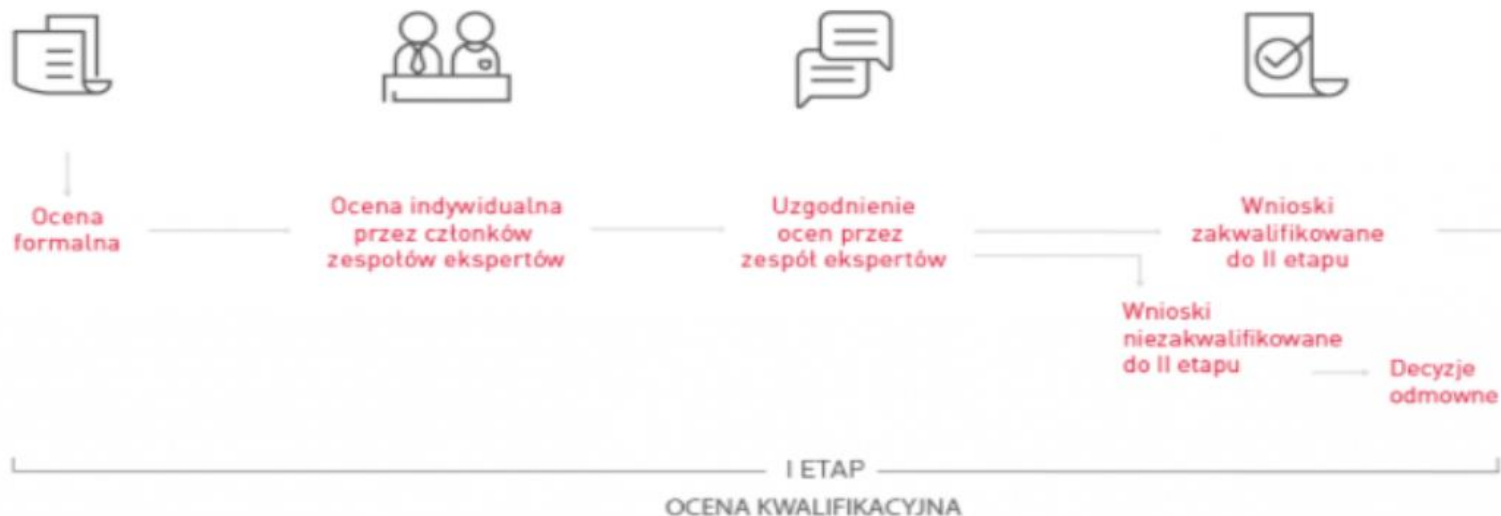 Ocena
formalna
Ocena indywidualna
przez członków
zespołów ekspertów
Uzgodnienie
ocen przez
zespół ekspertów
Wnioski
zakwalifikowane
do II etapu
Wnioski
niezakwalifikowane
do II etapu
Decyzje
odmowne
I ETAP
OCENA KWALIFIKACYJNA